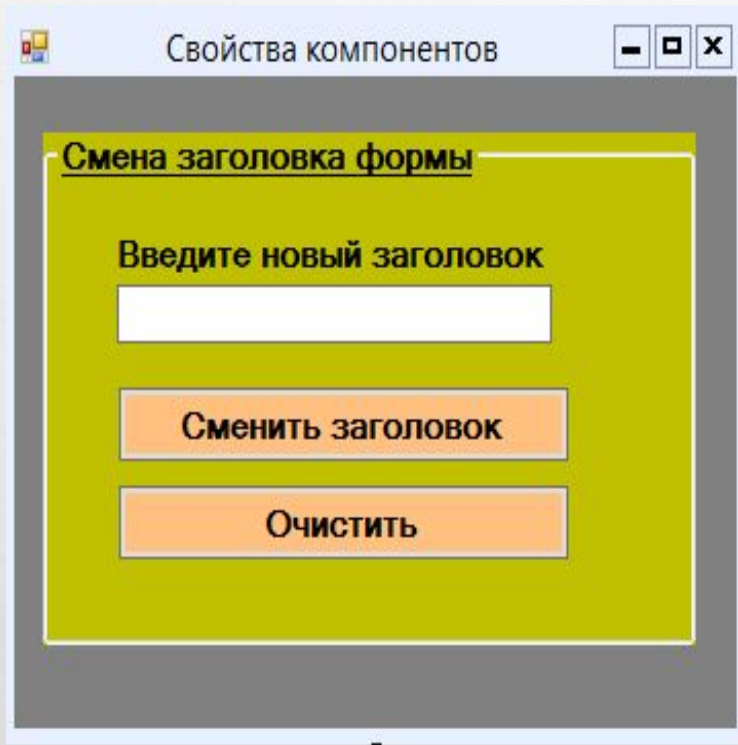 Свойства компонентов
Смена заголовка формы
Введите новый заголовок
Сменить заголовок
Очистить